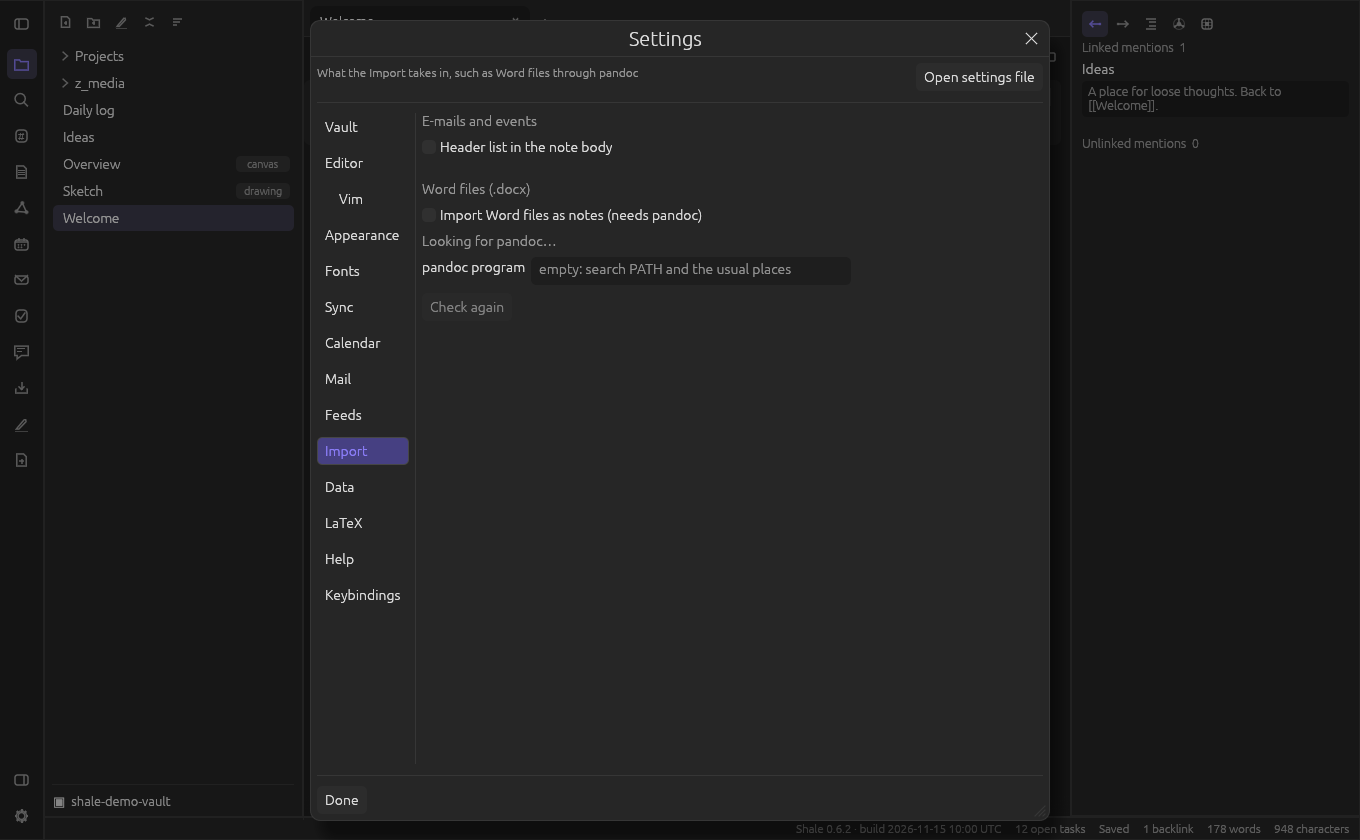 Settings
What the Import takes in, such as Word files through pandoc
Open settings file
Projects
z_media
Daily log
Ideas
Overview
canvas
Sketch
drawing
Welcome
shale-demo-vault
Welcome
Vault
Editor
Vim
Appearance
Fonts
Sync
Calendar
Mail
Feeds
Import
Data
LaTeX
Help
Keybindings
E-mails and events
Header list in the note body
Word files (.docx)
Import Word files as notes (needs pandoc)
Looking for pandoc…
pandoc program
empty: search PATH and the usual places
Check again
Done
Linked mentions 1
Ideas
A place for loose thoughts. Back to
[[Welcome]].
Unlinked mentions 0
Shale 0.6.2 · build 2026-11-15 10:00 UTC
12 open tasks
Saved
1 backlink
178 words
948 characters